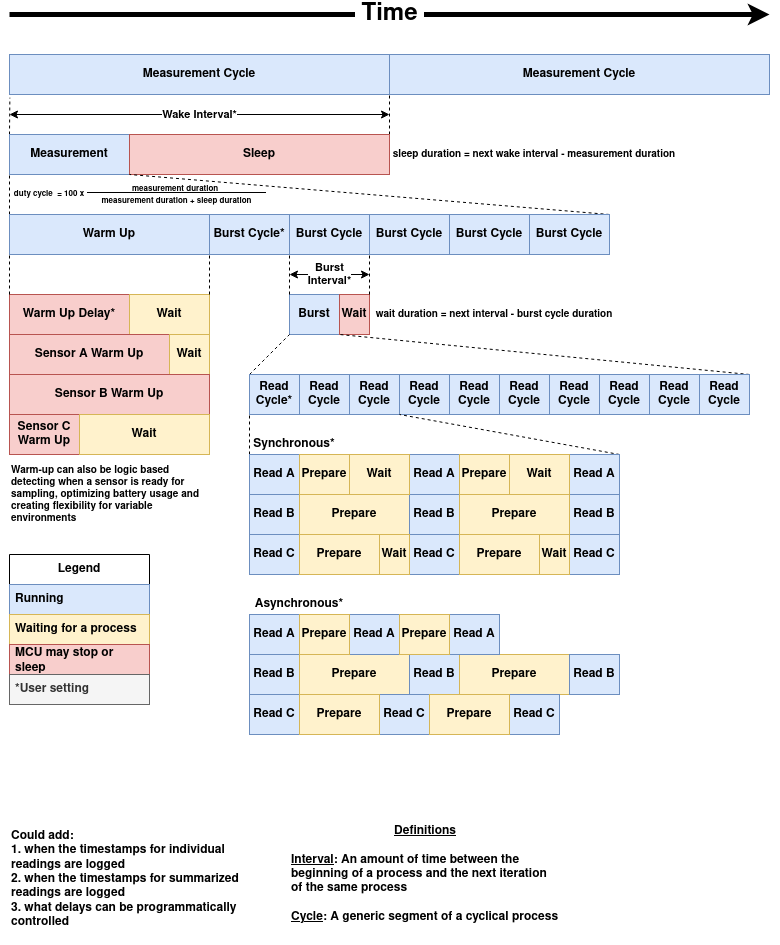 Time
Measurement Cycle Measurement Cycle
Wake Interval*
Measurement Sleep sleep duration = next wake interval - measurement duration
duty cycle = 100 x measurement duration
measurement duration + sleep duration
Warm Up Burst Cycle* Burst Cycle Burst Cycle Burst Cycle Burst Cycle
Burst
Interval*
Warm Up Delay* Wait Burst Wait wait duration = next interval - burst cycle duration
Sensor A Warm Up Wait
Sensor B Warm Up
Read Read Read Read Read Read Read Read Read Read
Cycle* Cycle Cycle Cycle Cycle Cycle Cycle Cycle Cycle Cycle
Sensor C
Warm Up Wait
Synchronous*
Read A Prepare Wait Read A Prepare Wait Read A
Read B Prepare Read B Prepare Read B
Read C Prepare Wait Read C Prepare Wait Read C
Warm-up can also be logic based
detecting when a sensor is ready for
sampling, optimizing battery usage and
creating flexibility for variable
environments
Legend
Running
Waiting for a process
MCU may stop or
sleep
*User setting
Asynchronous*
Read A Prepare Read A Prepare Read A
Read B Prepare Read B Prepare Read B
Read C Prepare Read C Prepare Read C
Could add:
1. when the timestamps for individual
readings are logged
2. when the timestamps for summarized
readings are logged
3. what delays can be programmatically
controlled
Definitions
Interval: An amount of time between the
beginning of a process and the next iteration
of the same process
Cycle: A generic segment of a cyclical process